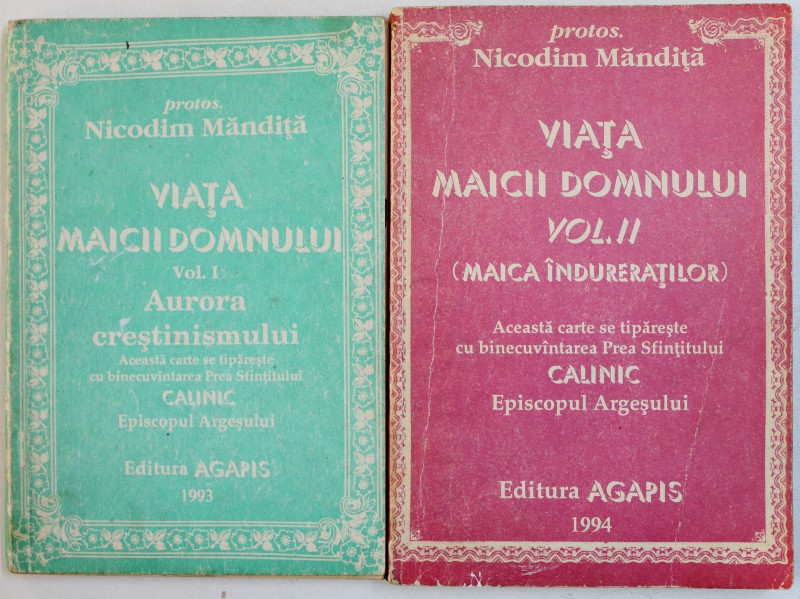 protos.
Nicodim Măndiţă
VIAŢA
MAICII DOMNULUI
Vol. I
Aurora
creştinismului
Această carte se tipăreşte
cu binecuvîntarea Prea Sfinţitului
CALINIC
Episcopul Argeşului
Editura AGAPIS
1993
protos.
Nicodim Măndiţă
VIAŢA
MAICII DOMNULUI
VOL. II
(MAICA ÎNDURERAŢILOR)
Această carte se tipăreşte
cu binecuvîntarea Prea Sfinţitului
CALINIC
Episcopul Argeşului
Editura AGAPIS
1994